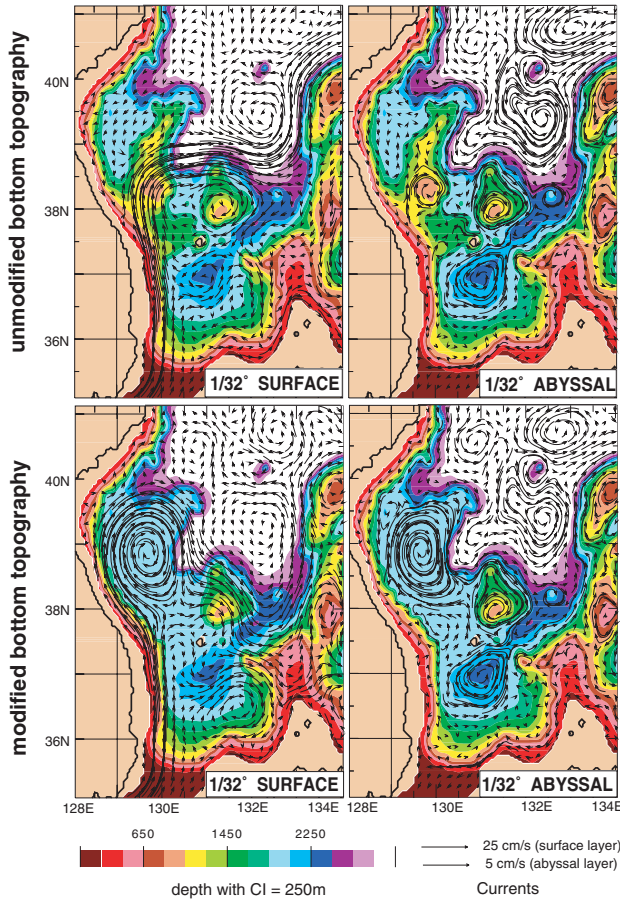 unmodified bottom topography
40N
38N
36N
1/32° SURFACE
1/32° ABYSSAL
modified bottom topography
40N
38N
36N
1/32° SURFACE
1/32° ABYSSAL
128E 130E 132E 134E 130E 132E 134E
650 1450 2250
depth with CI = 250m
25 cm/s (surface layer)
5 cm/s (abyssal layer)
Currents